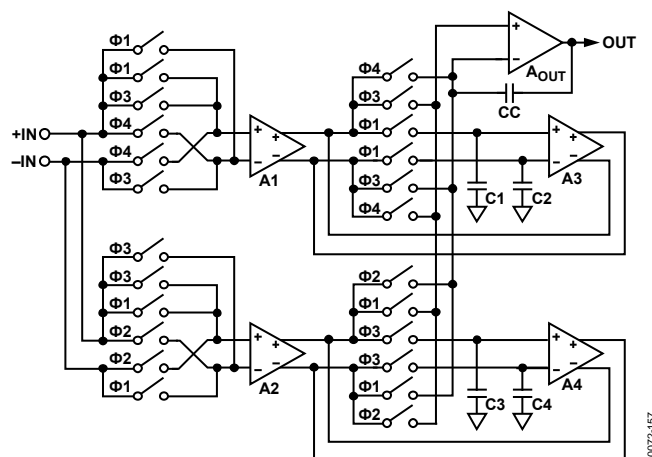 Φ1
Φ1
Φ3
+IN Φ4
–IN Φ4
Φ3
+ + A1
– –
Φ4
Φ3
Φ1
Φ1
Φ3
Φ4
+
– AOUT
OUT
CC
+ + A3
– –
C1 C2
Φ3
Φ3
Φ1
Φ2
Φ2
Φ1
+ + A2
– –
Φ2
Φ1
Φ3
Φ3
Φ1
Φ2
+ + A4
– –
C3 C4